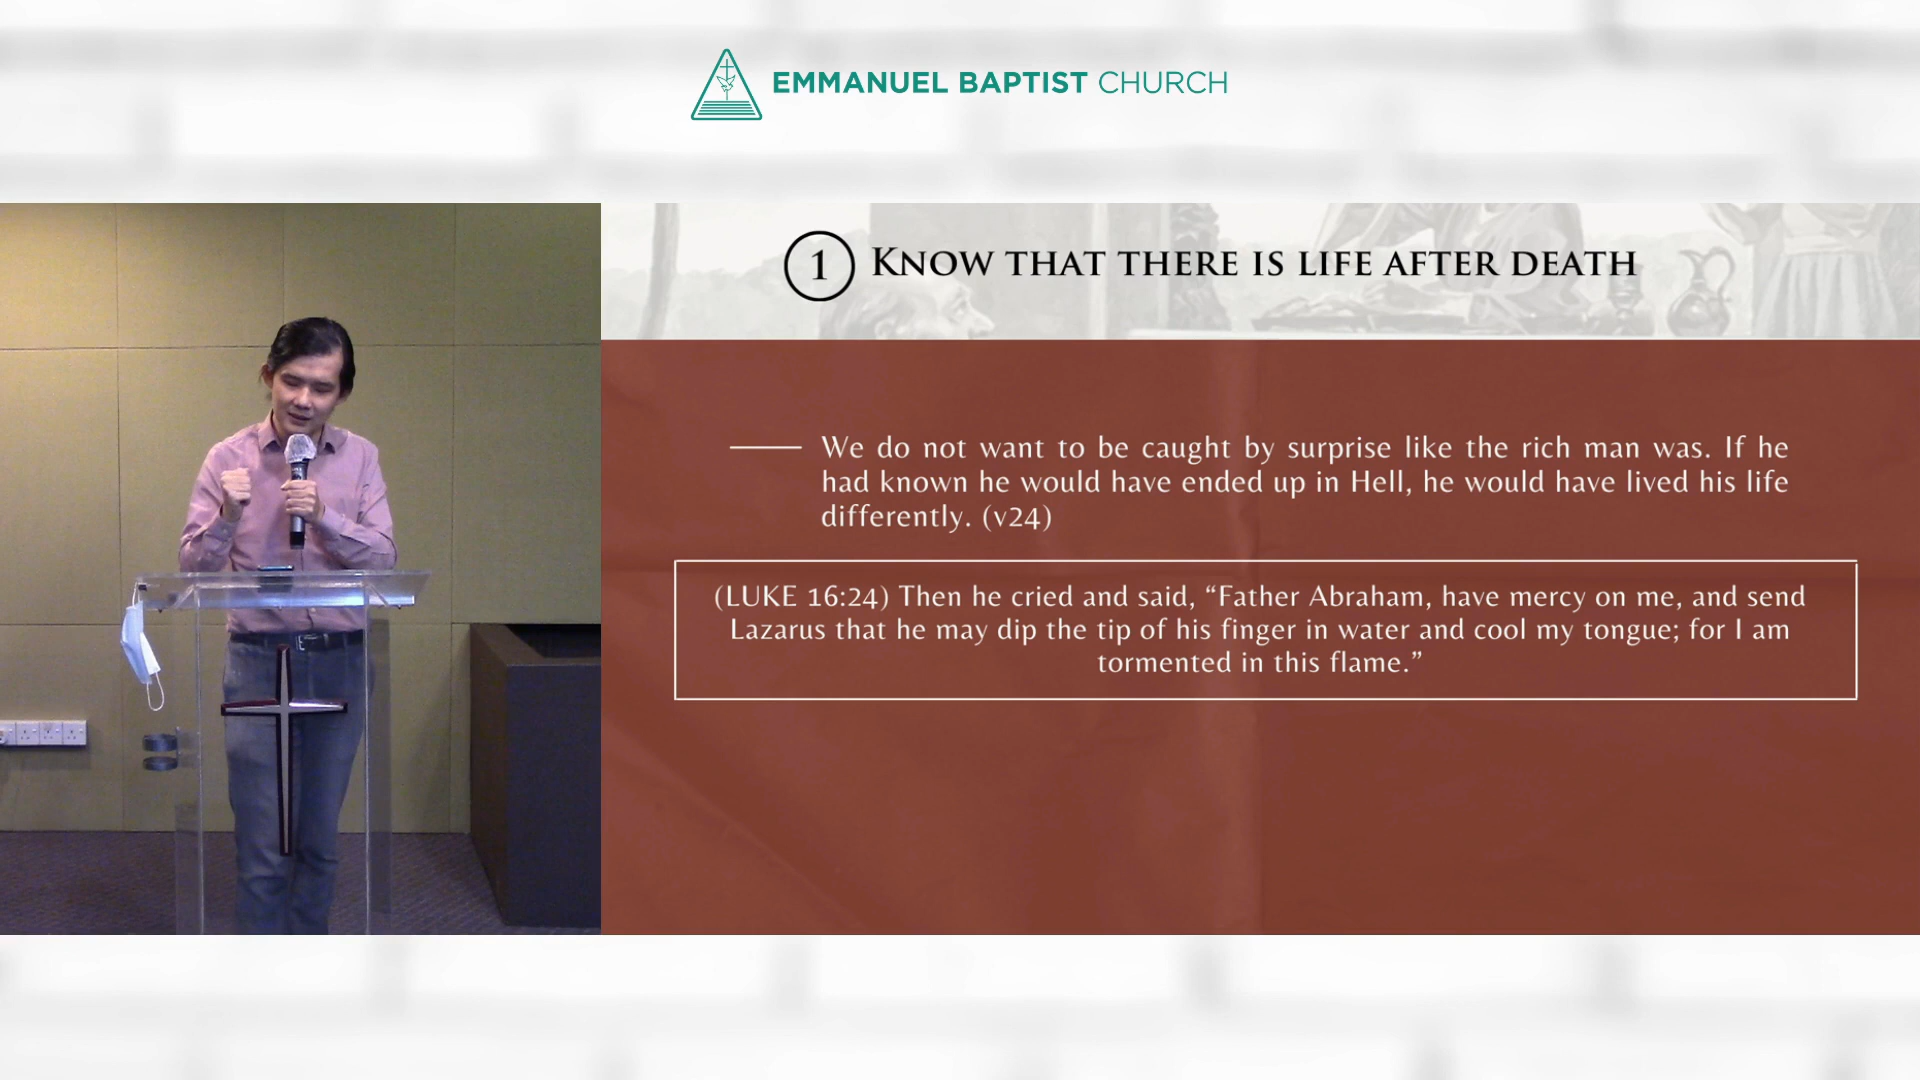 EMMANUEL BAPTIST CHURCH
1 KNOW THAT THERE IS LIFE AFTER DEATH
We do not want to be caught by surprise like the rich man was. If he
had known he would have ended up in Hell, he would have lived his life
differently. (v24)
(LUKE 16:24) Then he cried and said, “Father Abraham, have mercy on me, and send
Lazarus that he may dip the tip of his finger in water and cool my tongue; for I am
tormented in this flame.”